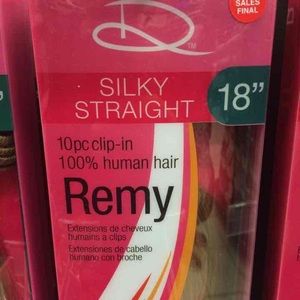 SALES
FINAL
TM
SILKY
STRAIGHT
18”
10pc clip-in
100% human hair
Remy
Extensions de cheveux
humains a clips
Extensiones de cabello
humano con broche